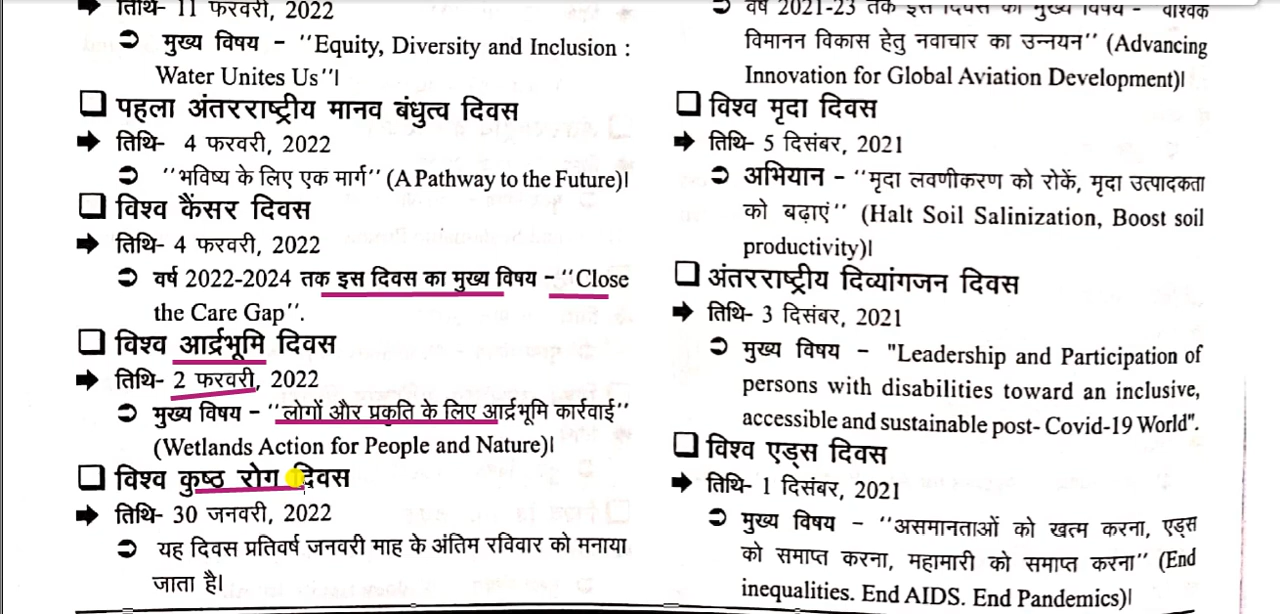 तिथि- 11 फरवरी, 2022
मुख्य विषय - ''Equity, Diversity and Inclusion :
Water Unites Us''।
पहला अंतरराष्ट्रीय मानव बंधुत्व दिवस
तिथि- 4 फरवरी, 2022
''भविष्य के लिए एक मार्ग'' (A Pathway to the Future)।
विश्व कैंसर दिवस
तिथि- 4 फरवरी, 2022
वर्ष 2022-2024 तक इस दिवस का मुख्य विषय - ''Close
the Care Gap''.
विश्व आर्द्रभूमि दिवस
तिथि- 2 फरवरी, 2022
मुख्य विषय - ''लोगों और प्रकृति के लिए आर्द्रभूमि कार्रवाई''
(Wetlands Action for People and Nature)।
विश्व कुष्ठ रोग दिवस
तिथि- 30 जनवरी, 2022
यह दिवस प्रतिवर्ष जनवरी माह के अंतिम रविवार को मनाया
जाता है।
वर्ष 2021-23 तक इस दिवस का मुख्य विषय - ''वैश्विक
विमानन विकास हेतु नवाचार का उन्नयन'' (Advancing
Innovation for Global Aviation Development)।
विश्व मृदा दिवस
तिथि- 5 दिसंबर, 2021
अभियान - ''मृदा लवणीकरण को रोकें, मृदा उत्पादकता
को बढ़ाएं'' (Halt Soil Salinization, Boost soil
productivity)।
अंतरराष्ट्रीय दिव्यांगजन दिवस
तिथि- 3 दिसंबर, 2021
मुख्य विषय - "Leadership and Participation of
persons with disabilities toward an inclusive,
accessible and sustainable post- Covid-19 World".
विश्व एड्स दिवस
तिथि- 1 दिसंबर, 2021
मुख्य विषय - ''असमानताओं को खत्म करना, एड्स
को समाप्त करना, महामारी को समाप्त करना'' (End
inequalities. End AIDS. End Pandemics)।